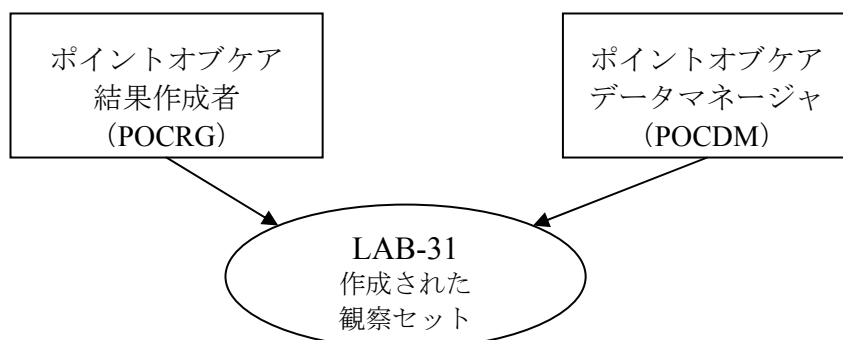 ポイントオブケア
結果作成者
（POCRG）
ポイントオブケア
データマネージャ
（POCDM）
LAB-31
作成された
観察セット